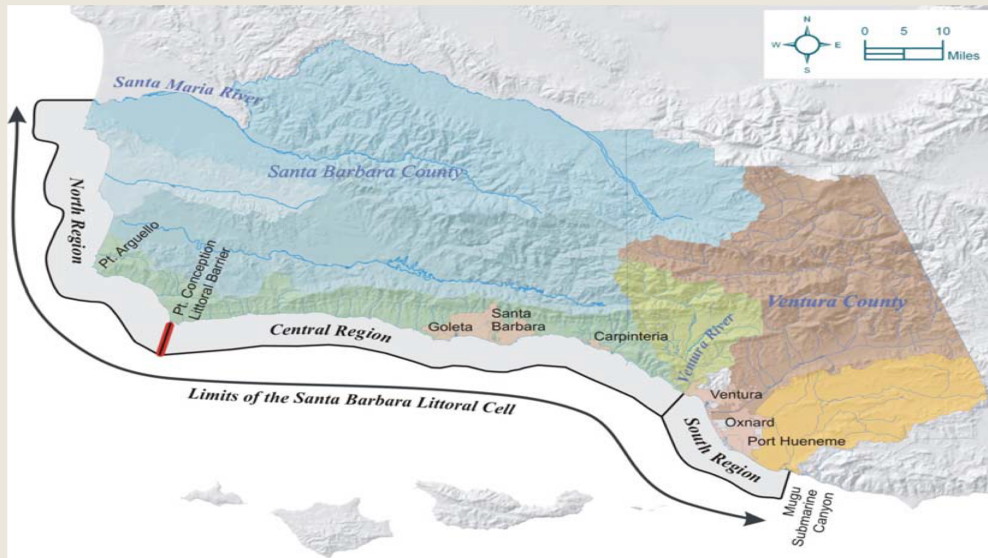 N
W E
S
0 5 10
Miles
Santa Maria River
Santa Barbara County
North Region
Pt. Arguello
Pt. Conception
Littoral Barrier
Central Region
Goleta
Santa
Barbara
Carpinteria
Ventura River
Ventura County
Limits of the Santa Barbara Littoral Cell
Ventura
Oxnard
Port Hueneme
South Region
Mugu
Submarine
Canyon